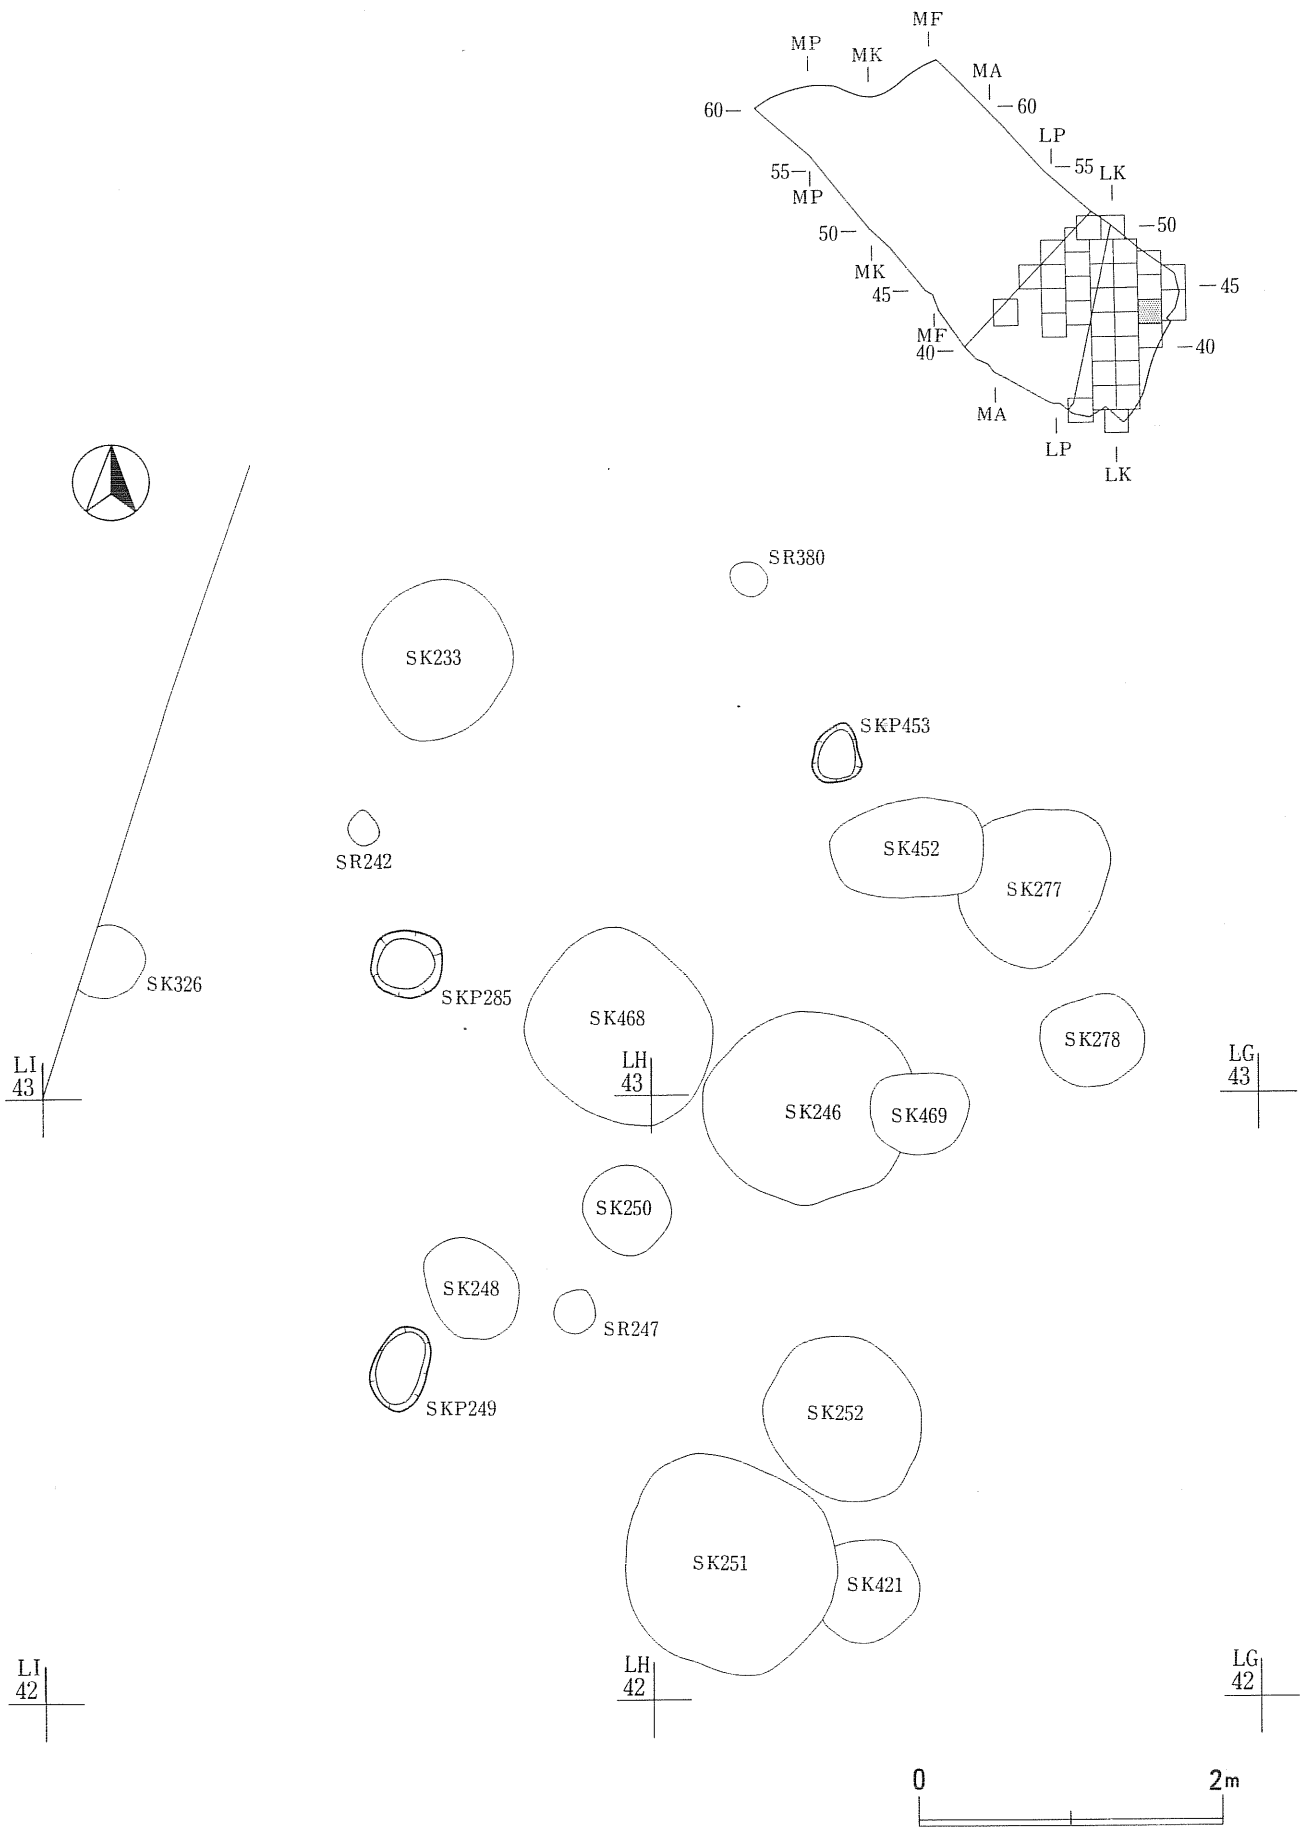 MF
MP
MK
MA
60
60
LP
55
LK
55
MP
50
50
MK
45
45
MF
40
40
MA
LP
LK
SR380
SK233
SKP453
SK452
SR242
SK277
SK326
SKP285
SK468
SK278
LI
43
LH
43
LG
43
SK246
SK469
SK250
SK248
SR247
SKP249
SK252
SK251
SK421
LI
42
LH
42
LG
42
0 2m